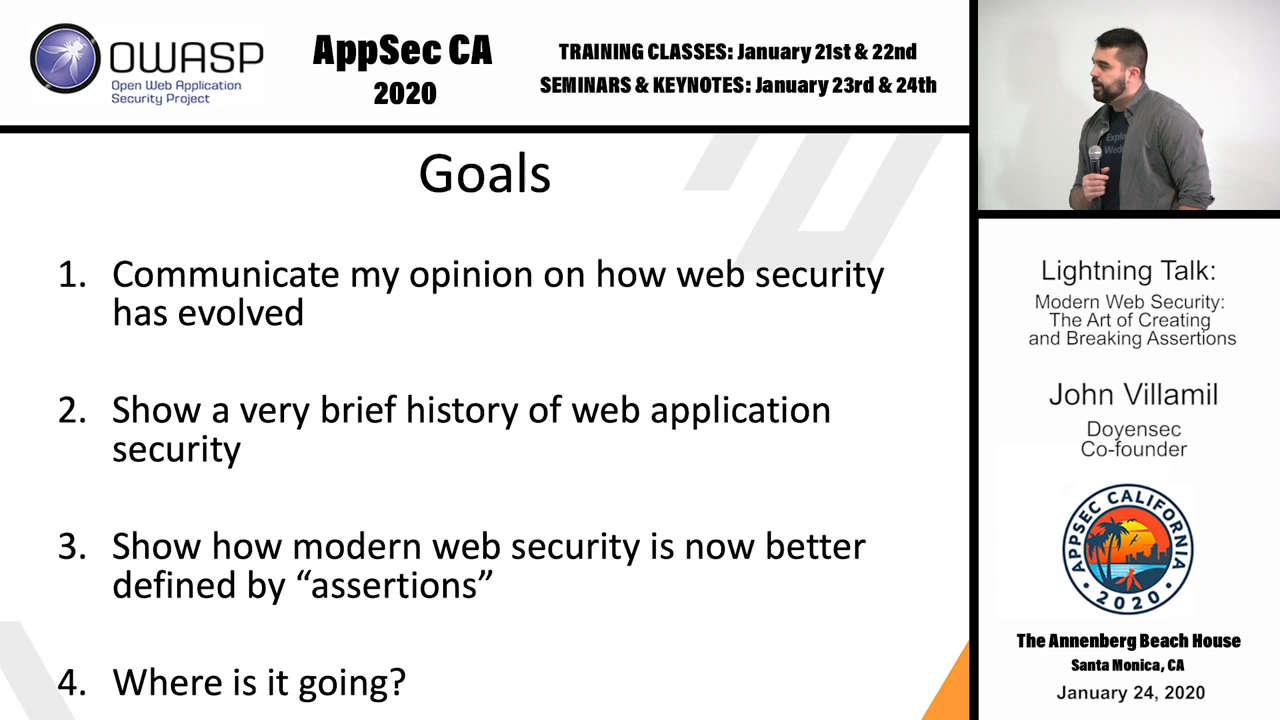 OWASP
Open Web Application
Security Project
AppSec CA
2020
TRAINING CLASSES: January 21st & 22nd
SEMINARS & KEYNOTES: January 23rd & 24th
Goals
1. Communicate my opinion on how web security
has evolved
2. Show a very brief history of web application
security
3. Show how modern web security is now better
defined by “assertions”
4. Where is it going?
Lightning Talk:
Modern Web Security:
The Art of Creating
and Breaking Assertions
John Villamil
Doyensec
Co-founder
APPSEC CALIFORNIA
• 2020 •
The Annenberg Beach House
Santa Monica, CA
January 24, 2020